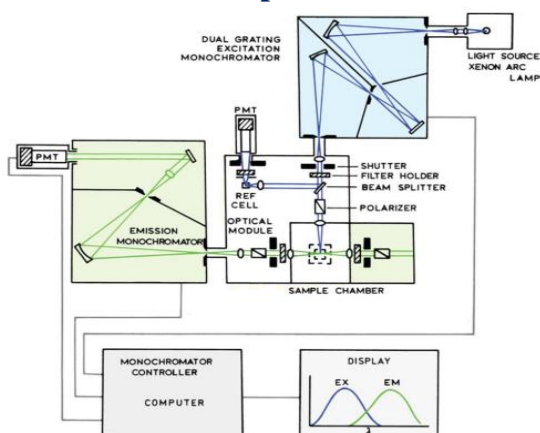 DUAL GRATING
EXCITATION
MONOCHROMATOR
LIGHT SOURCE
XENON ARC
LAMP
PMT
PMT
SHUTTER
FILTER HOLDER
BEAM SPLITTER
REF
CELL
POLARIZER
OPTICAL
MODULE
EMISSION
MONOCHROMATOR
SAMPLE CHAMBER
MONOCHROMATOR
CONTROLLER
COMPUTER
DISPLAY
EX
EM
λ